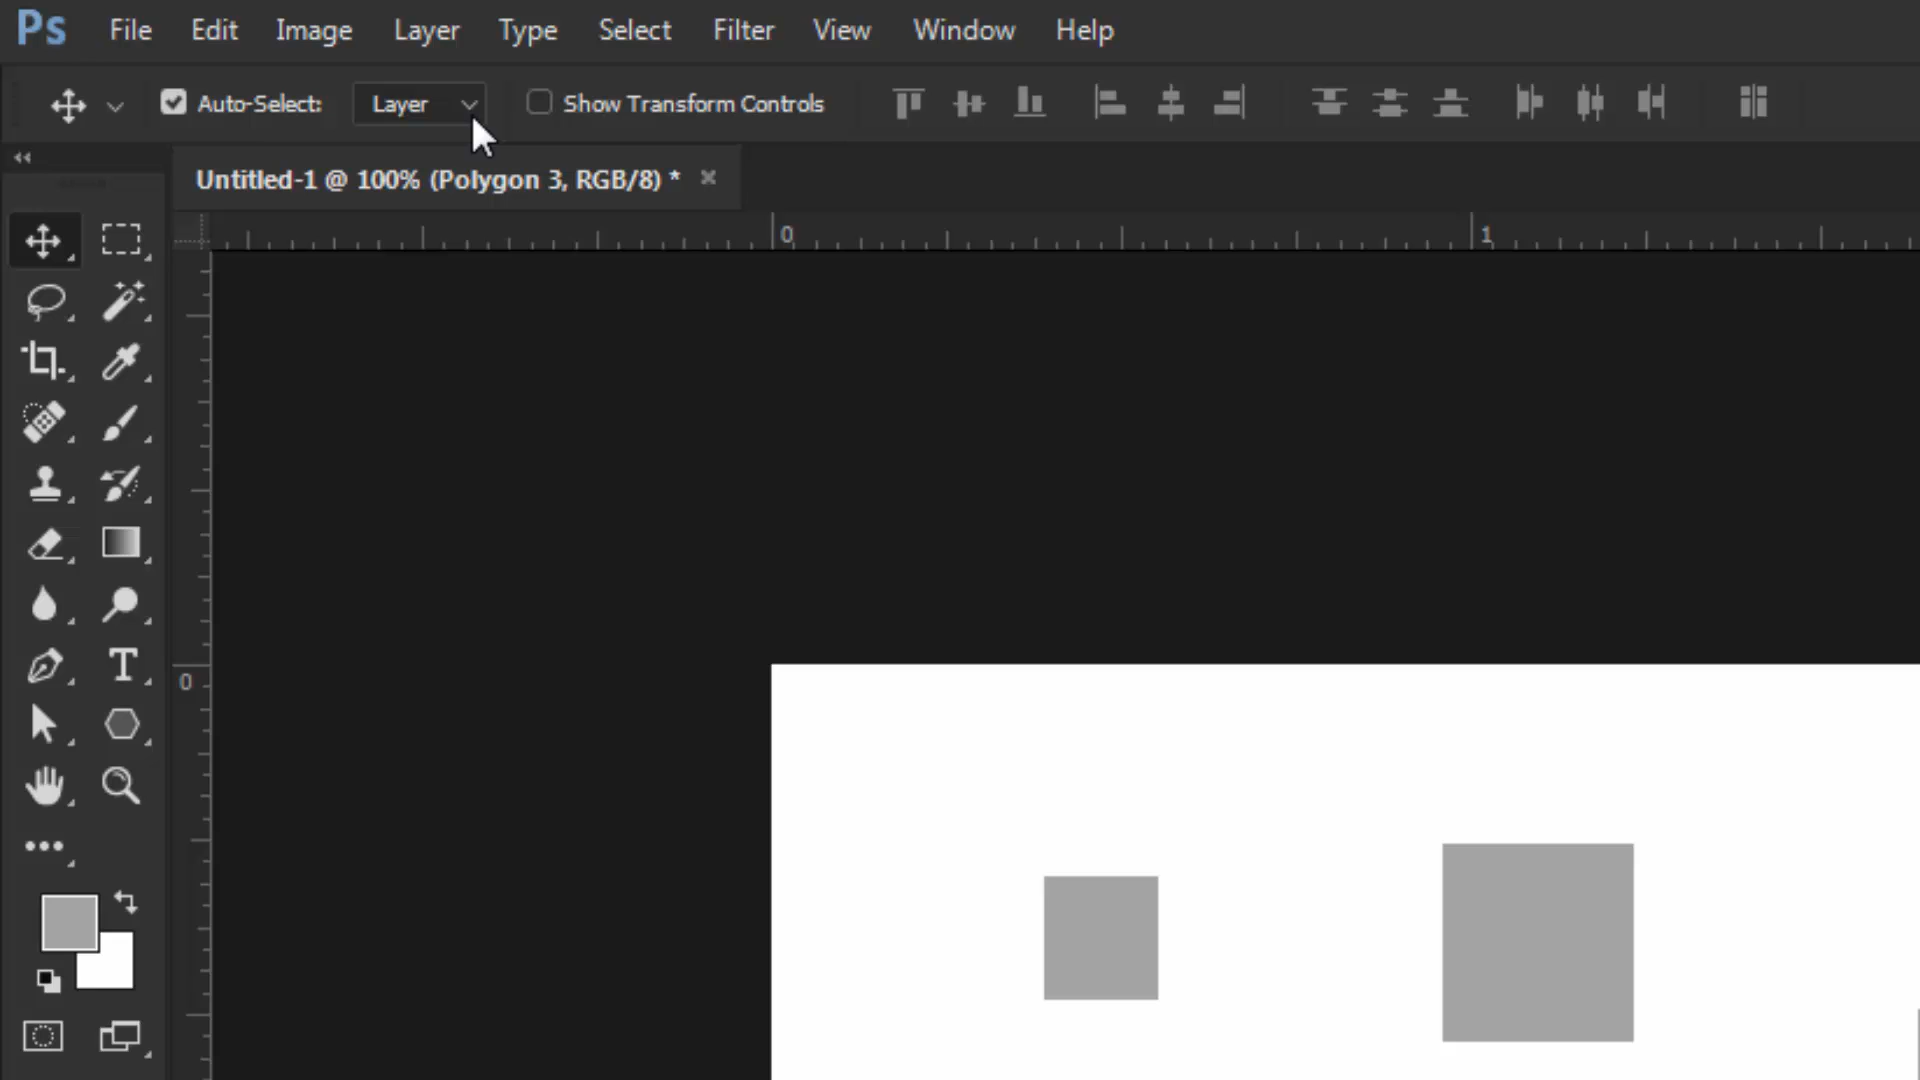 Ps File Edit Image Layer Type Select Filter View Window Help
Auto-Select: Layer Show Transform Controls
Untitled-1 @ 100% (Polygon 3, RGB/8) *
0 1
T
0